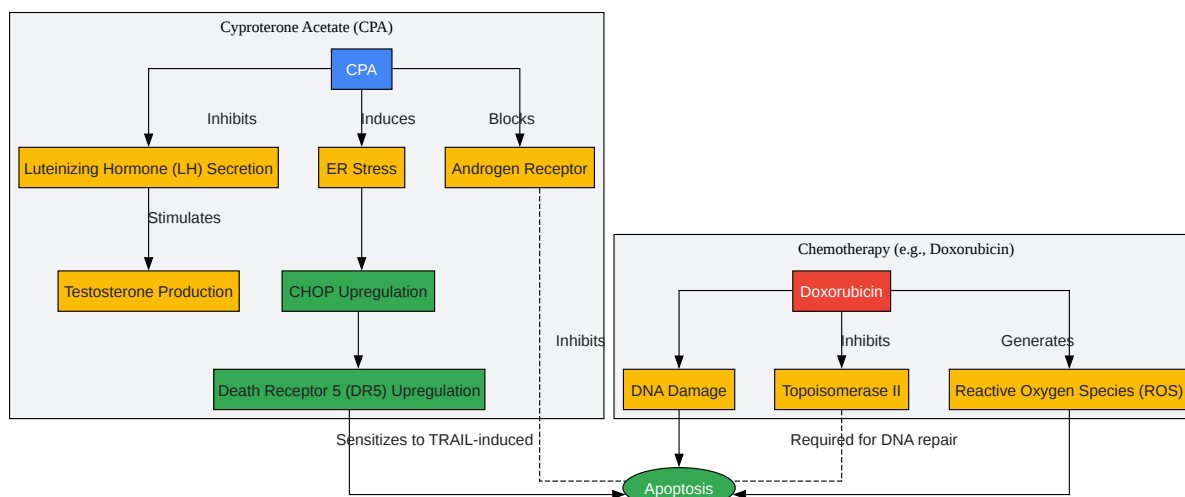 Cyproterone Acetate (CPA)
CPA
Inhibits
Induces
Blocks
Luteinizing Hormone (LH) Secretion
ER Stress
Androgen Receptor
Stimulates
Testosterone Production
CHOP Upregulation
Death Receptor 5 (DR5) Upregulation
Sensitizes to TRAIL-induced
Inhibits
Chemotherapy (e.g., Doxorubicin)
Doxorubicin
Inhibits
Generates
DNA Damage
Topoisomerase II
Reactive Oxygen Species (ROS)
Required for DNA repair
Apoptosis